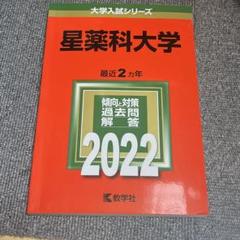 大学入試シリーズ
星薬科大学
最近2カ年
傾向と対策
過去問
解答
2022
教学社